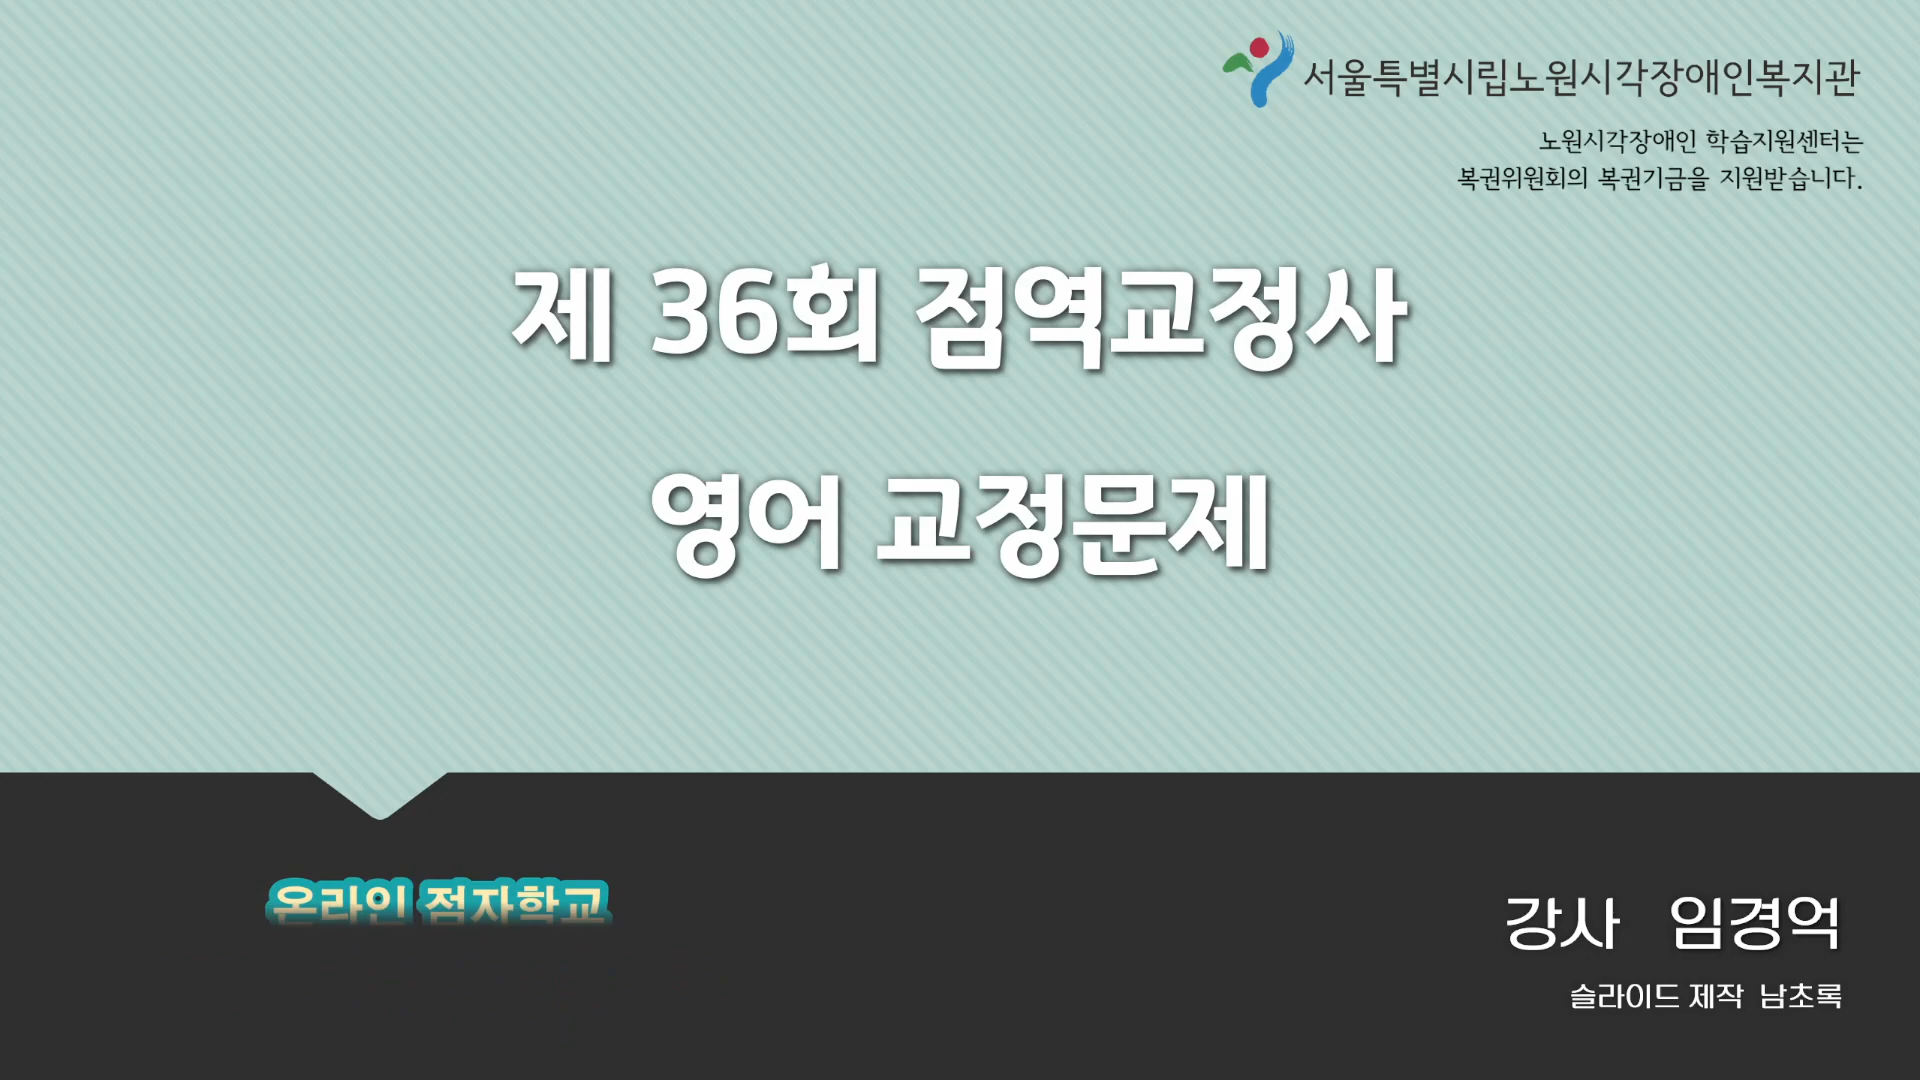 서울특별시립노원시각장애인복지관
노원시각장애인 학습지원센터는
복권위원회의 복권기금을 지원받습니다.
제 36회 점역교정사
영어 교정문제
온라인 점자학교
강사 임경억
슬라이드 제작 남초록